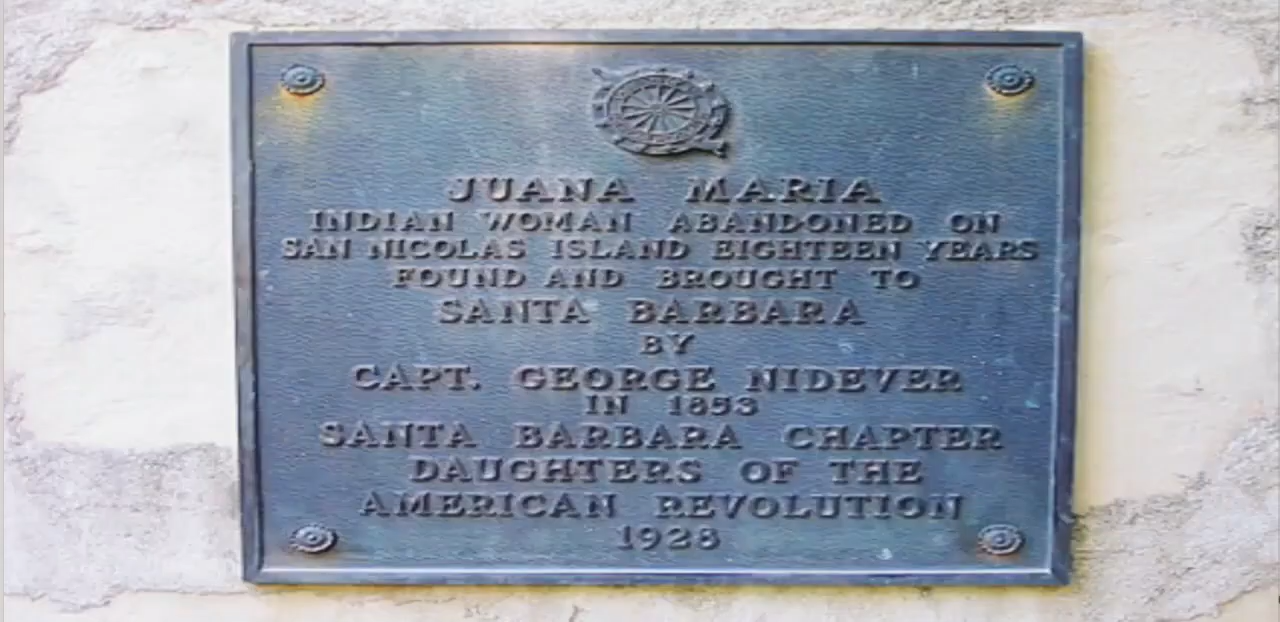 JUANA MARIA
INDIAN WOMAN ABANDONED ON
SAN NICOLAS ISLAND EIGHTEEN YEARS
FOUND AND BROUGHT TO
SANTA BARBARA
BY
CAPT. GEORGE NIDEVER
IN 1853
SANTA BARBARA CHAPTER
DAUGHTERS OF THE
AMERICAN REVOLUTION
1928